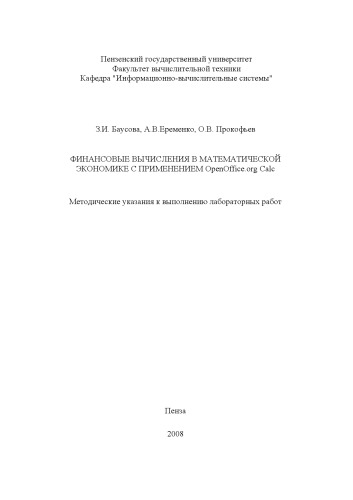 Пензенский государственный университет
Факультет вычислительной техники
Кафедра "Информационно-вычислительные системы"
З.И. Баусова, А.В.Еременко, О.В. Прокофьев
ФИНАНСОВЫЕ ВЫЧИСЛЕНИЯ В МАТЕМАТИЧЕСКОЙ
ЭКОНОМИКЕ С ПРИМЕНЕНИЕМ OpenOffice.org Calc
Методические указания к выполнению лабораторных работ
Пенза
2008